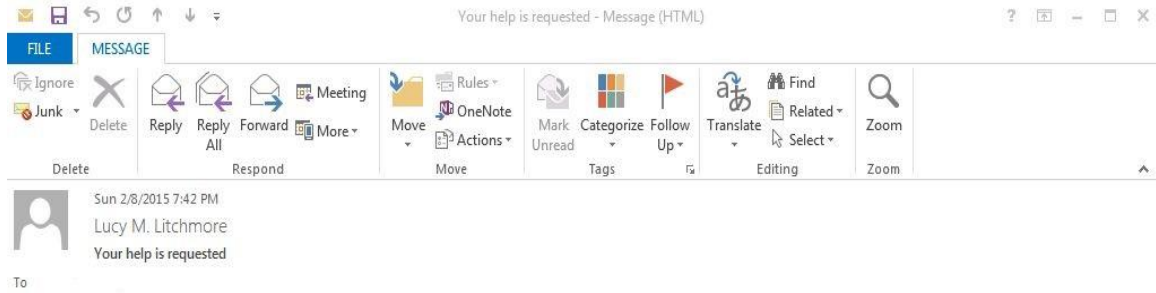 Your help is requested - Message (HTML)
?
FILE MESSAGE
Ignore
Junk
Delete
Reply
Reply All
Forward
Meeting
More
Move
Rules
OneNote
Actions
Mark Unread
Categorize
Follow Up
Translate
Find
Related
Select
Zoom
Delete Respond Move Tags Editing Zoom
Sun 2/8/2015 7:42 PM
Lucy M. Litchmore
Your help is requested
To